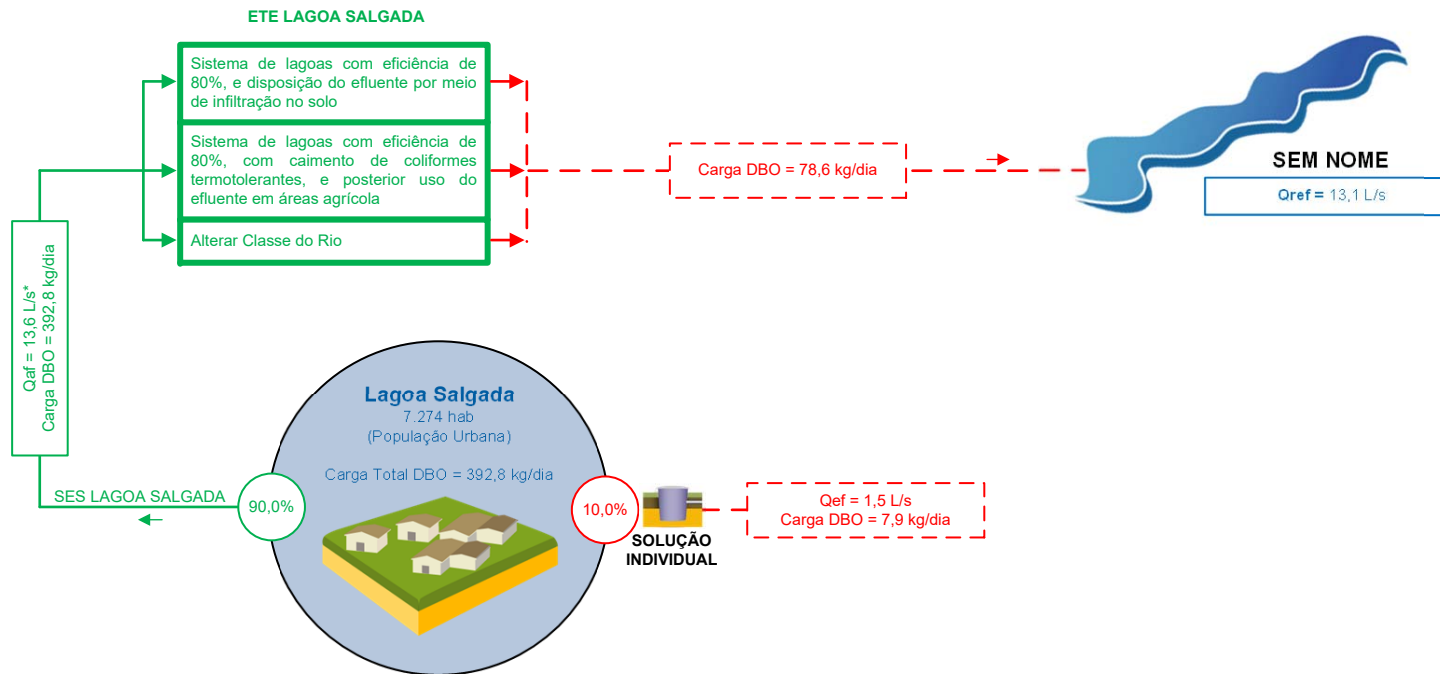 ETE LAGOA SALGADA
Sistema de lagoas com eficiência de
80%, e disposição do efluente por meio
de infiltração no solo
Sistema de lagoas com eficiência de
80%, com caimento de coliformes
termotolerantes, e posterior uso do
efluente em áreas agrícola
Alterar Classe do Rio
Carga DBO = 78,6 kg/dia
SEM NOME
Qref = 13,1 L/s
Qaf = 13,6 L/s*
Carga DBO = 392,8 kg/dia
Lagoa Salgada
7.274 hab
(População Urbana)
Carga Total DBO = 392,8 kg/dia
SES LAGOA SALGADA
90,0%
10,0%
SOLUÇÃO
INDIVIDUAL
Qef = 1,5 L/s
Carga DBO = 7,9 kg/dia